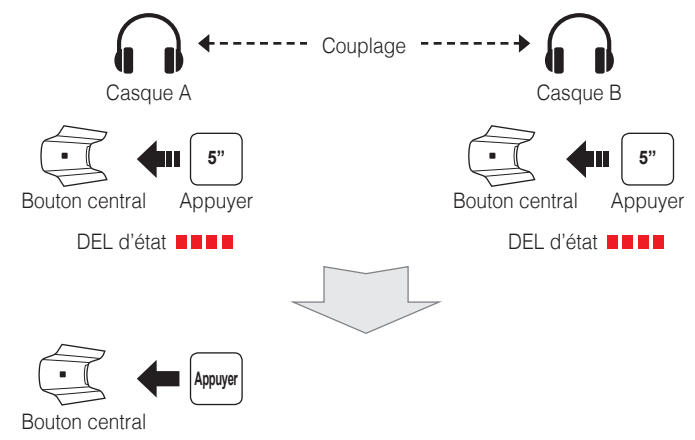 Couplage
Casque A Casque B
5” 5”
Bouton central Appuyer Bouton central Appuyer
DEL d’état DEL d’état
Appuyer
Bouton central